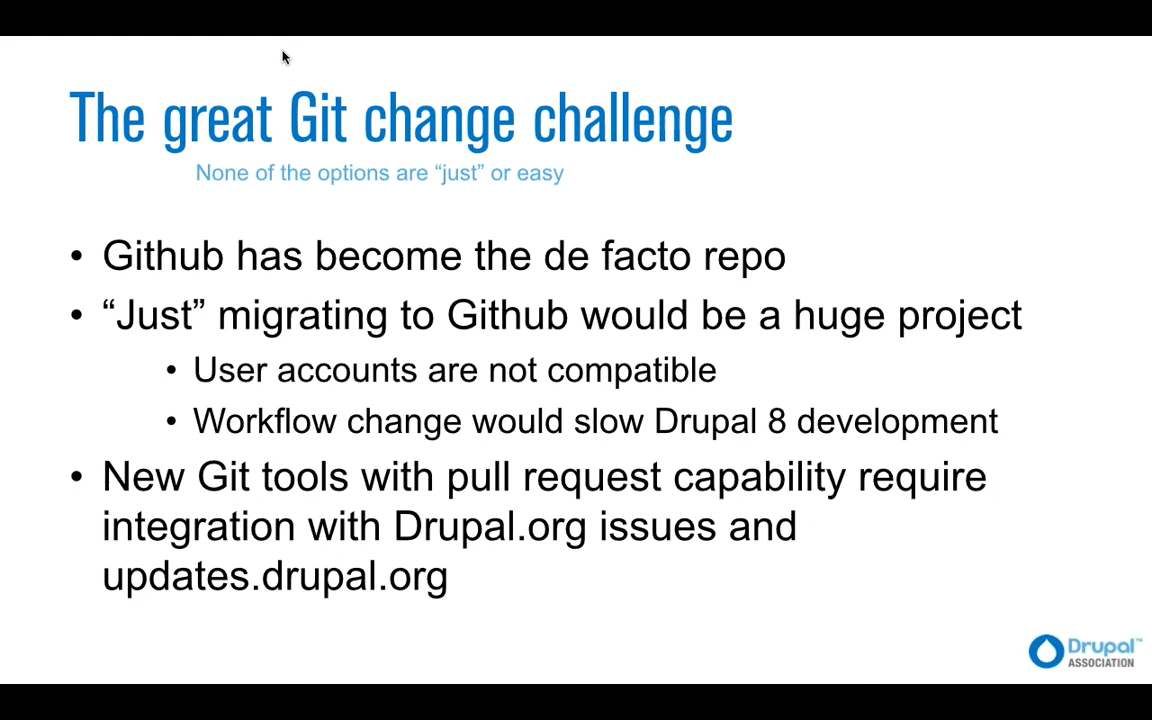 The great Git change challenge
None of the options are “just” or easy
• Github has become the de facto repo
• “Just” migrating to Github would be a huge project
• User accounts are not compatible
• Workflow change would slow Drupal 8 development
• New Git tools with pull request capability require
integration with Drupal.org issues and
updates.drupal.org
Drupal™
ASSOCIATION